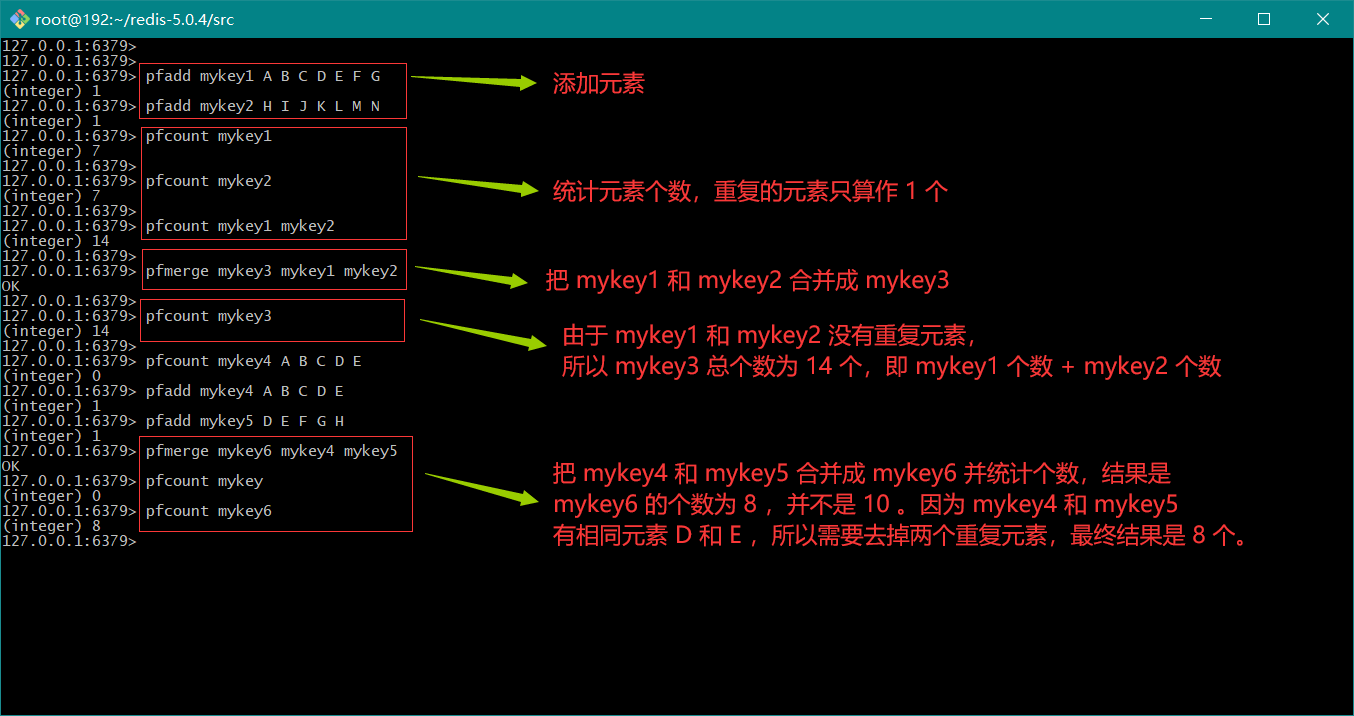 root@192:~/redis-5.0.4/src
127.0.0.1:6379>
127.0.0.1:6379>
127.0.0.1:6379> pfadd mykey1 A B C D E F G
添加元素
(integer) 1
127.0.0.1:6379> pfadd mykey2 H I J K L M N
(integer) 1
127.0.0.1:6379> pfcount mykey1
(integer) 7
127.0.0.1:6379>
127.0.0.1:6379> pfcount mykey2
统计元素个数，重复的元素只算作 1 个
(integer) 7
127.0.0.1:6379>
127.0.0.1:6379> pfcount mykey1 mykey2
(integer) 14
127.0.0.1:6379>
127.0.0.1:6379> pfmerge mykey3 mykey1 mykey2
把 mykey1 和 mykey2 合并成 mykey3
OK
127.0.0.1:6379>
127.0.0.1:6379> pfcount mykey3
(integer) 14
由于 mykey1 和 mykey2 没有重复元素，
所以 mykey3 总个数为 14 个，即 mykey1 个数 + mykey2 个数
127.0.0.1:6379>
127.0.0.1:6379> pfcount mykey4 A B C D E
(integer) 0
127.0.0.1:6379> pfadd mykey4 A B C D E
(integer) 1
127.0.0.1:6379> pfadd mykey5 D E F G H
(integer) 1
127.0.0.1:6379> pfmerge mykey6 mykey4 mykey5
OK
127.0.0.1:6379> pfcount mykey
(integer) 0
127.0.0.1:6379> pfcount mykey6
(integer) 8
127.0.0.1:6379>
把 mykey4 和 mykey5 合并成 mykey6 并统计个数，结果是
mykey6 的个数为 8 ，并不是 10 。因为 mykey4 和 mykey5
有相同元素 D 和 E ，所以需要去掉两个重复元素，最终结果是 8 个。